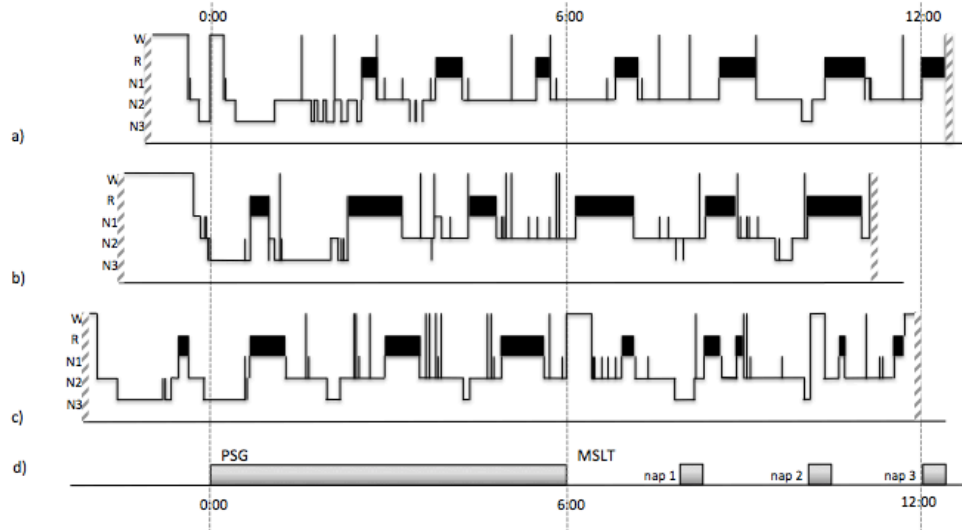 0:00 6:00 12:00
W
R
N1
N2
N3
a)
W
R
N1
N2
N3
b)
W
R
N1
N2
N3
c)
d) PSG MSLT
nap 1 nap 2 nap 3
0:00 6:00 12:00